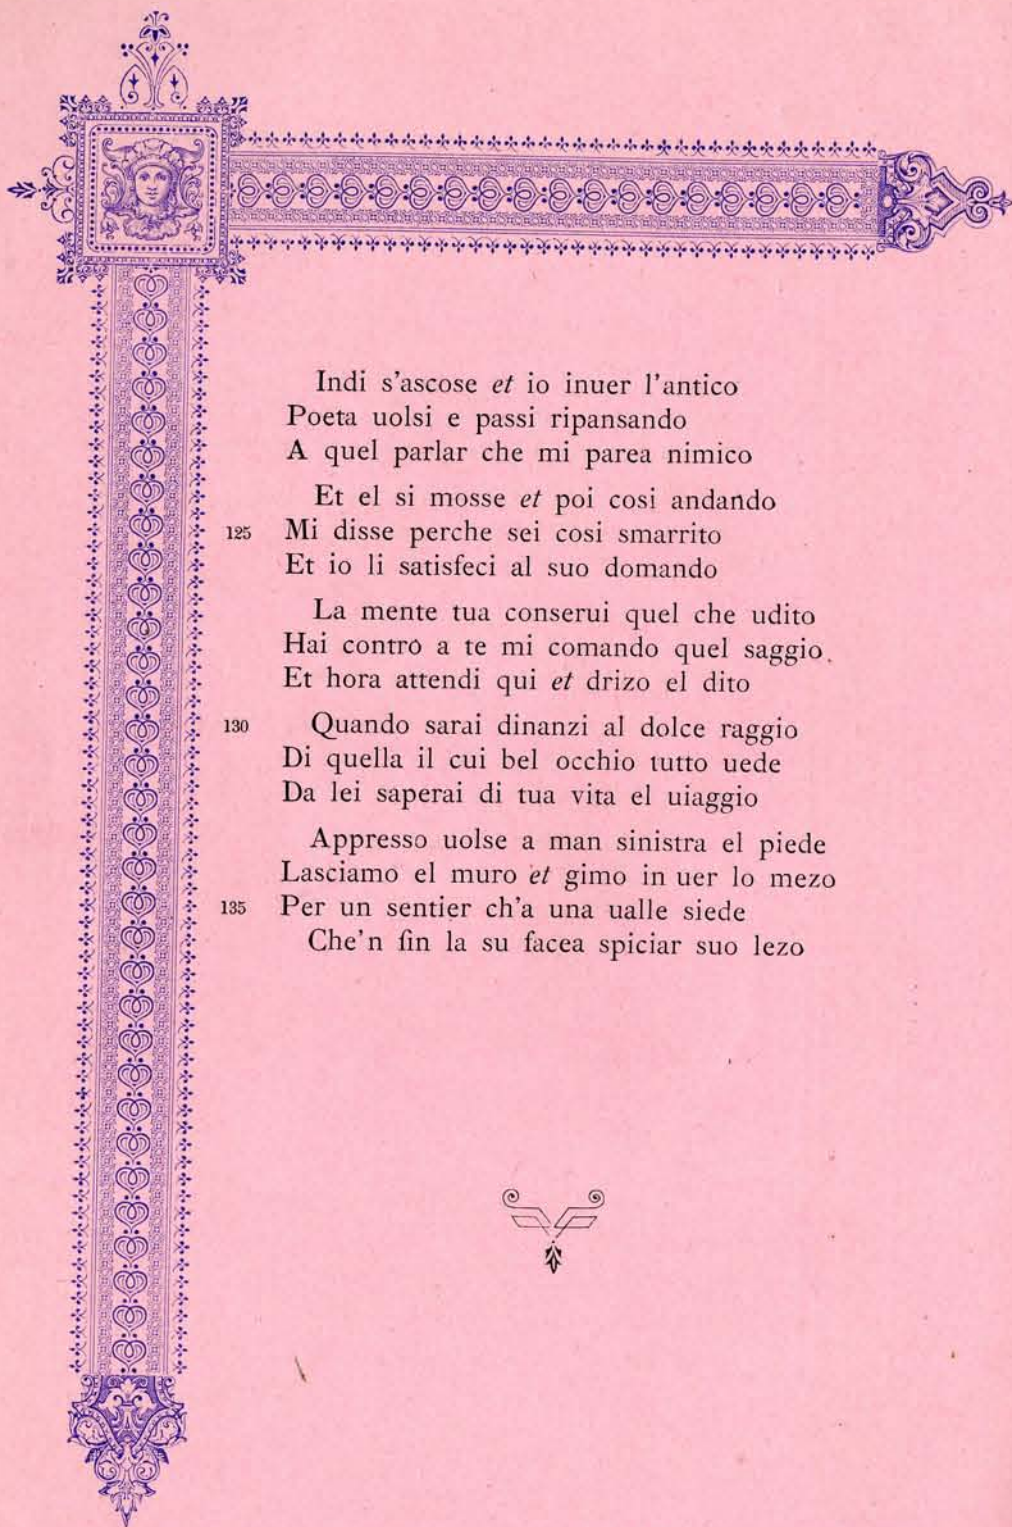 Indi s'ascose et io inuer l'antico
Poeta uolsi e passi ripansando
A quel parlar che mi parea nimico
Et el si mosse et poi cosi andando
125 Mi disse perche sei cosi smarrito
Et io li satisfeci al suo domando
La mente tua conserui quel che udito
Hai contro a te mi comando quel saggio.
Et hora attendi qui et drizo el dito
130 Quando sarai dinanzi al dolce raggio
Di quella il cui bel occhio tutto uede
Da lei saperai di tua vita el uiaggio
Appresso uolse a man sinistra el piede
Lasciamo el muro et gimo in uer lo mezo
135 Per un sentier ch'a una ualle siede
Che'n fin la su facea spiciar suo lezo